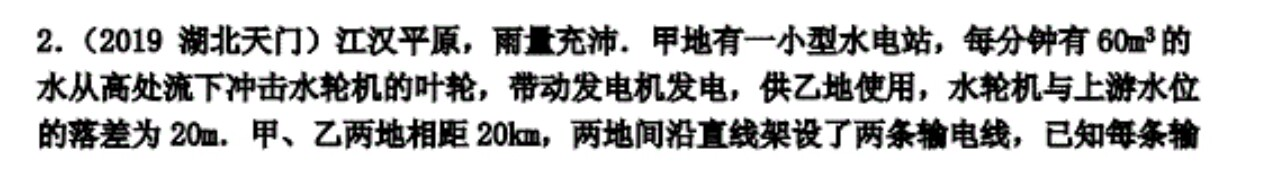 2.（2019 湖北天门）江汉平原，雨量充沛．甲地有一小型水电站，每分钟有 60m³的
水从高处流下冲击水轮机的叶轮，带动发电机发电，供乙地使用，水轮机与上游水位
的落差为 20m．甲、乙两地相距 20km，两地间沿直线架设了两条输电线，已知每条输